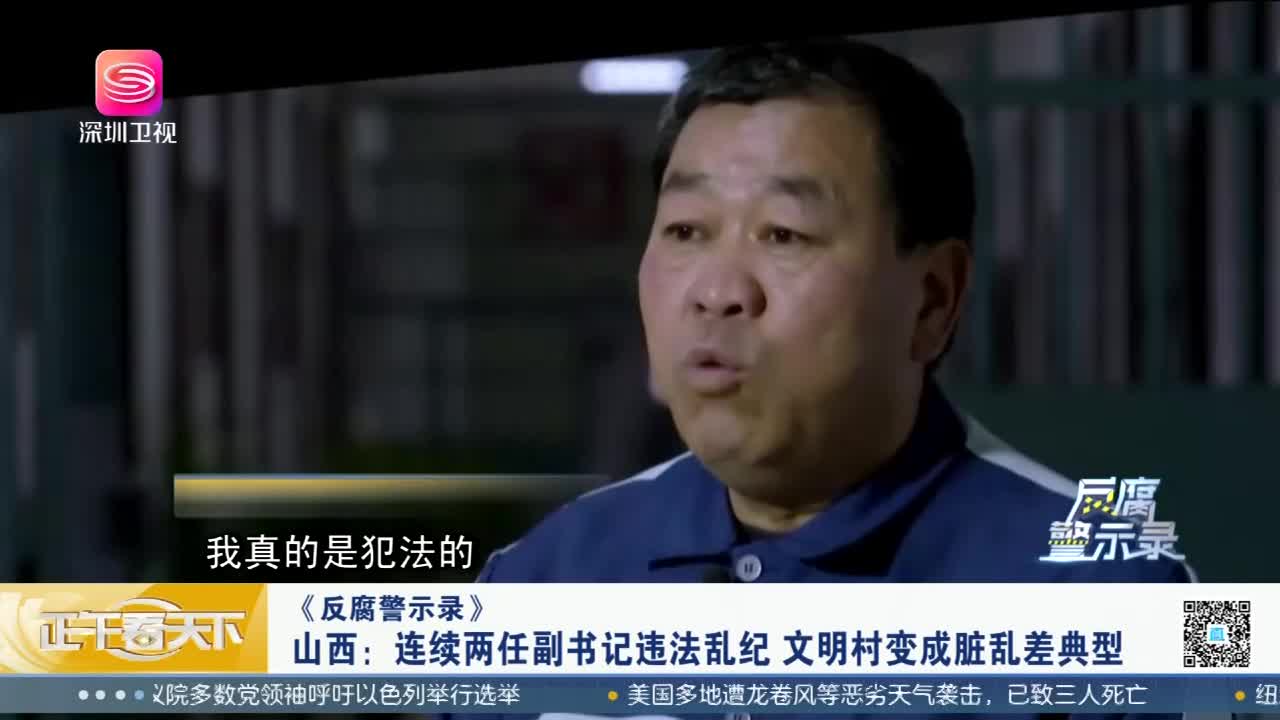 深圳卫视
反腐
警示录
我真的是犯法的
正午看天下
《反腐警示录》
山西：连续两任副书记违法乱纪 文明村变成脏乱差典型
议院多数党领袖呼吁以色列举行选举
美国多地遭龙卷风等恶劣天气袭击，已致三人死亡
纽